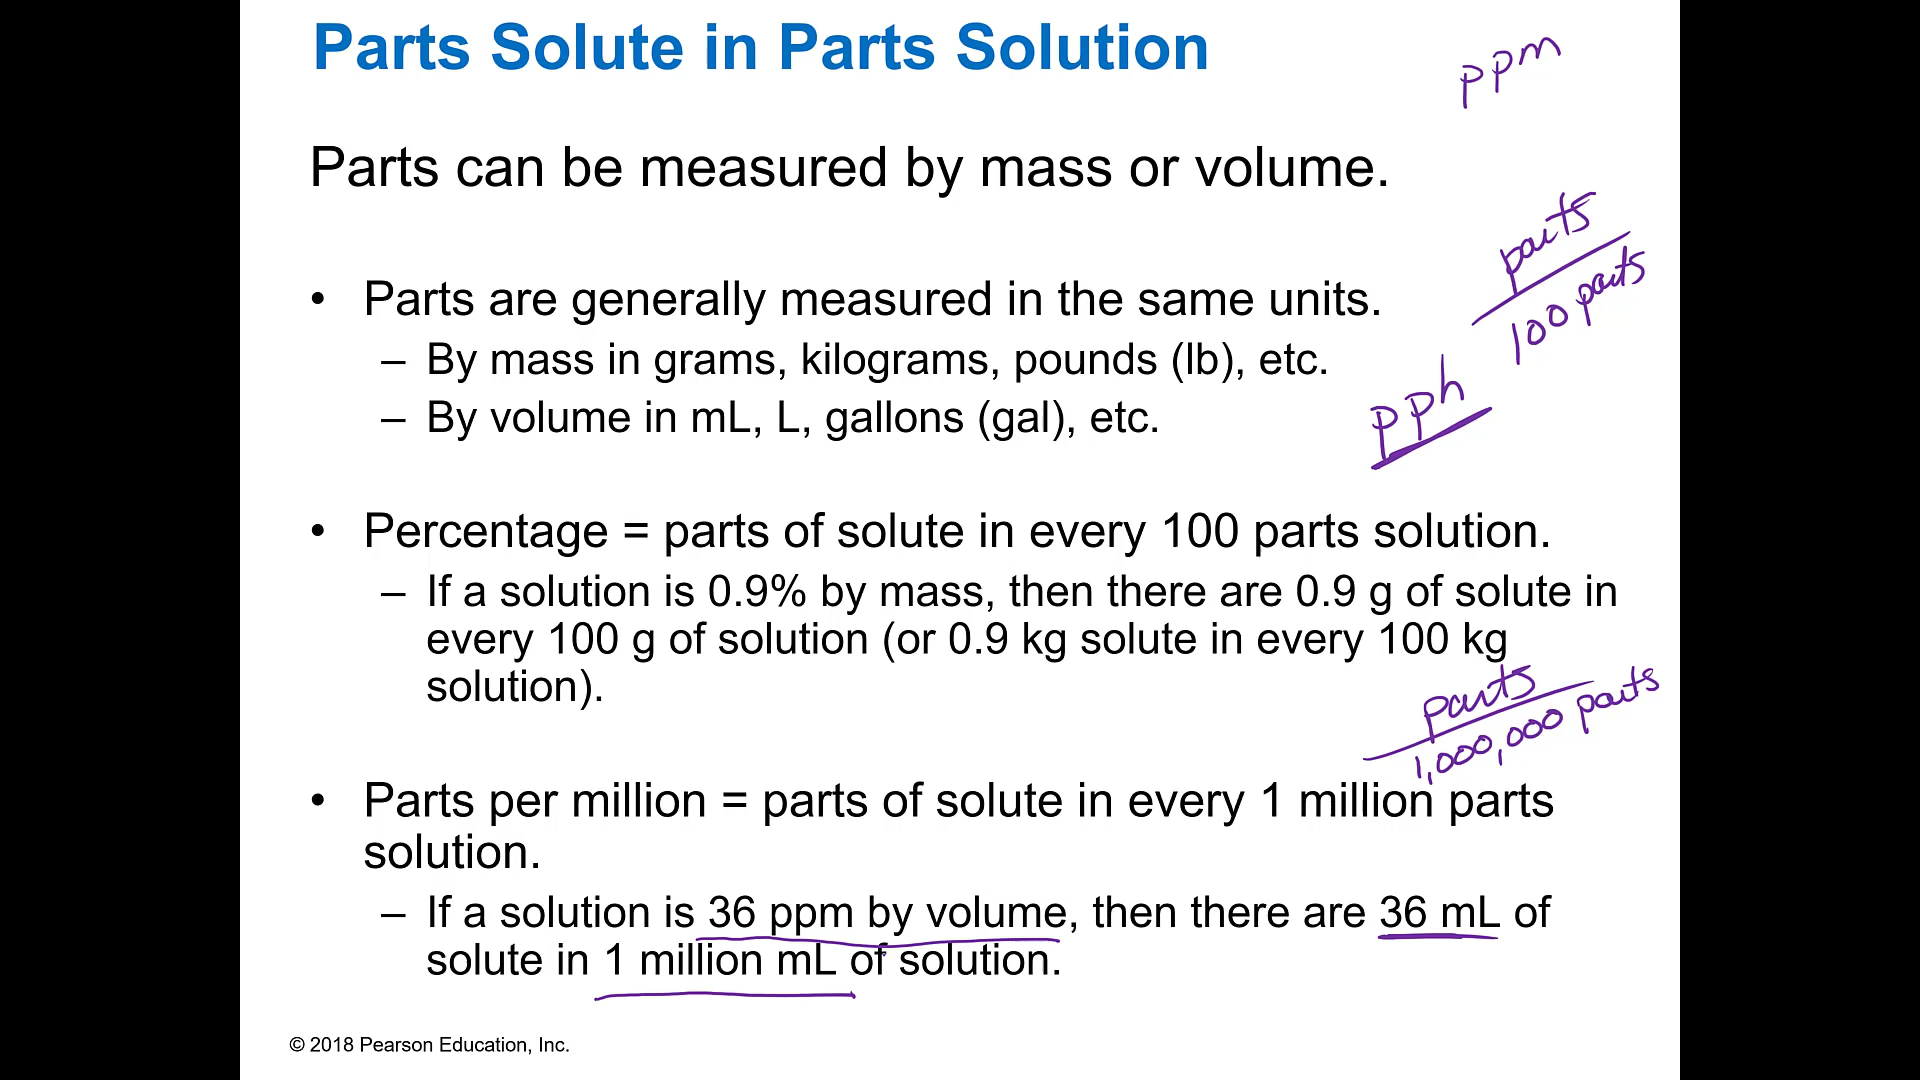 Parts Solute in Parts Solution
ppm
Parts can be measured by mass or volume.
parts
100 parts
• Parts are generally measured in the same units.
– By mass in grams, kilograms, pounds (lb), etc.
– By volume in mL, L, gallons (gal), etc.
pph
• Percentage = parts of solute in every 100 parts solution.
– If a solution is 0.9% by mass, then there are 0.9 g of solute in
every 100 g of solution (or 0.9 kg solute in every 100 kg
solution).
parts
1,000,000 parts
• Parts per million = parts of solute in every 1 million parts
solution.
– If a solution is 36 ppm by volume, then there are 36 mL of
solute in 1 million mL of solution.
© 2018 Pearson Education, Inc.